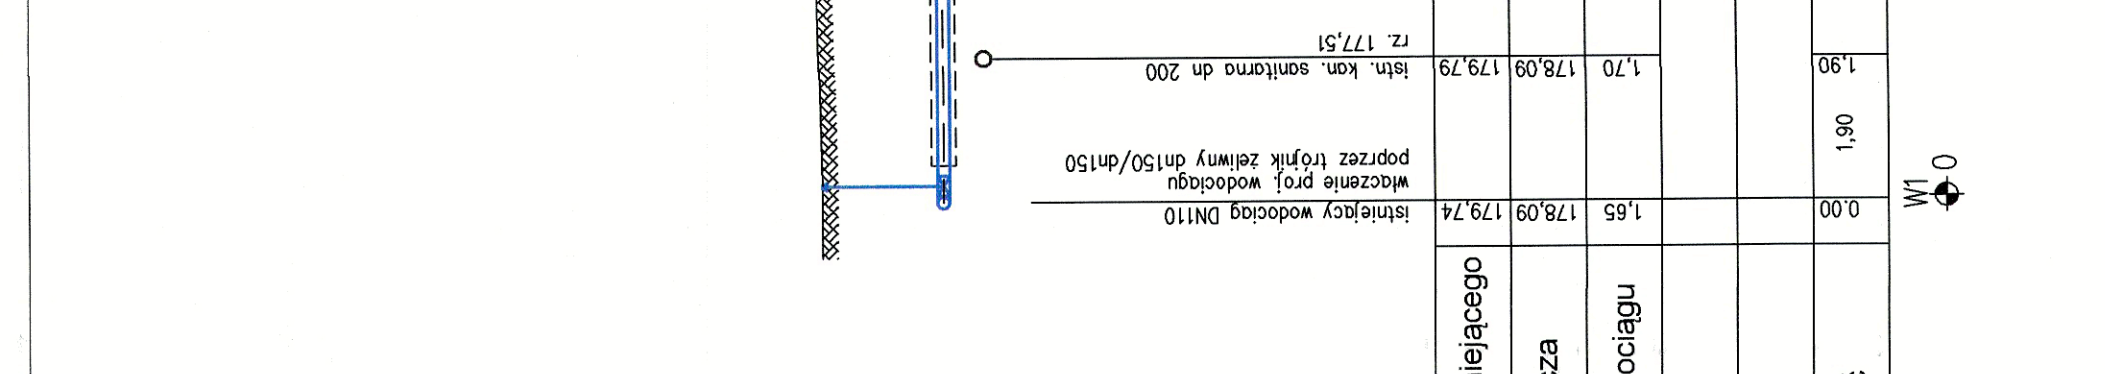 rz. 177,51
istn. kan. sanitarna dn 200
179,79
178,09
1,70
1,90
1,90
włączenie proj. wodociągu
poprzez trójnik żeliwny dn150/dn150
istniejący wodociąg DN110
179,74
178,09
1,65
0.00
W1
0
iejącego
cza
ociągu